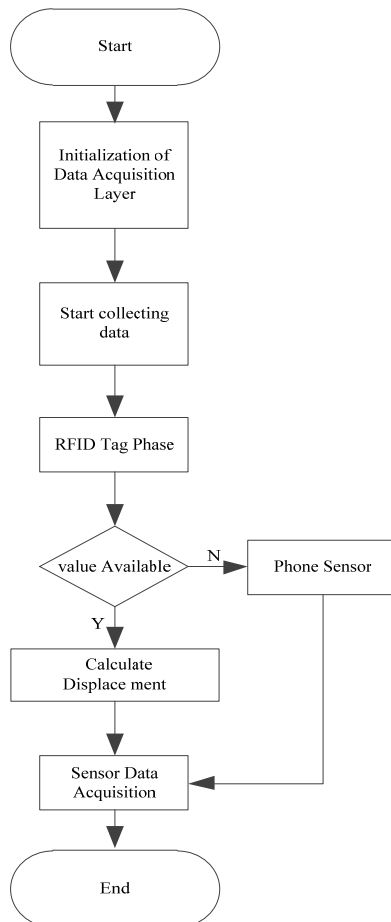 Start
Initialization of
Data Acquisition
Layer
Start collecting
data
RFID Tag Phase
value Available
N
Phone Sensor
Y
Calculate
Displace ment
Sensor Data
Acquisition
End